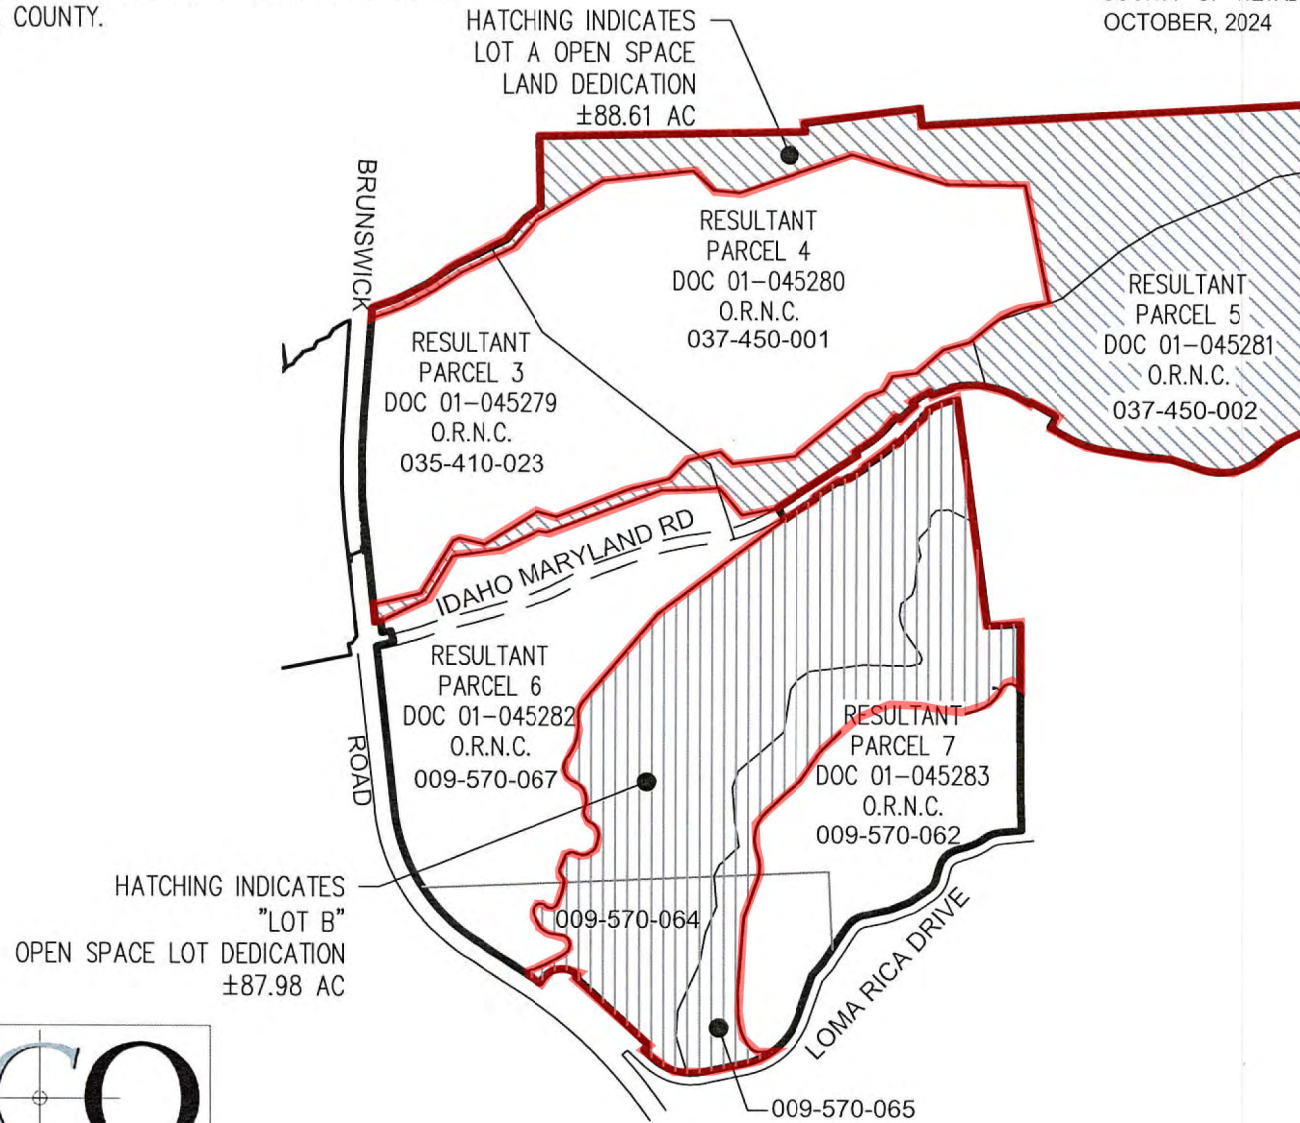 COUNTY.
OCTOBER, 2024
HATCHING INDICATES
LOT A OPEN SPACE
LAND DEDICATION
±88.61 AC
BRUNSWICK
RESULTANT
PARCEL 4
DOC 01-045280
O.R.N.C.
037-450-001
RESULTANT
PARCEL 5
DOC 01-045281
O.R.N.C.
037-450-002
RESULTANT
PARCEL 3
DOC 01-045279
O.R.N.C.
035-410-023
IDAHO MARYLAND RD
RESULTANT
PARCEL 6
DOC 01-045282
O.R.N.C.
009-570-067
ROAD
RESULTANT
PARCEL 7
DOC 01-045283
O.R.N.C.
009-570-062
HATCHING INDICATES
"LOT B"
OPEN SPACE LOT DEDICATION
±87.98 AC
009-570-064
LOMA RICA DRIVE
009-570-065
CO